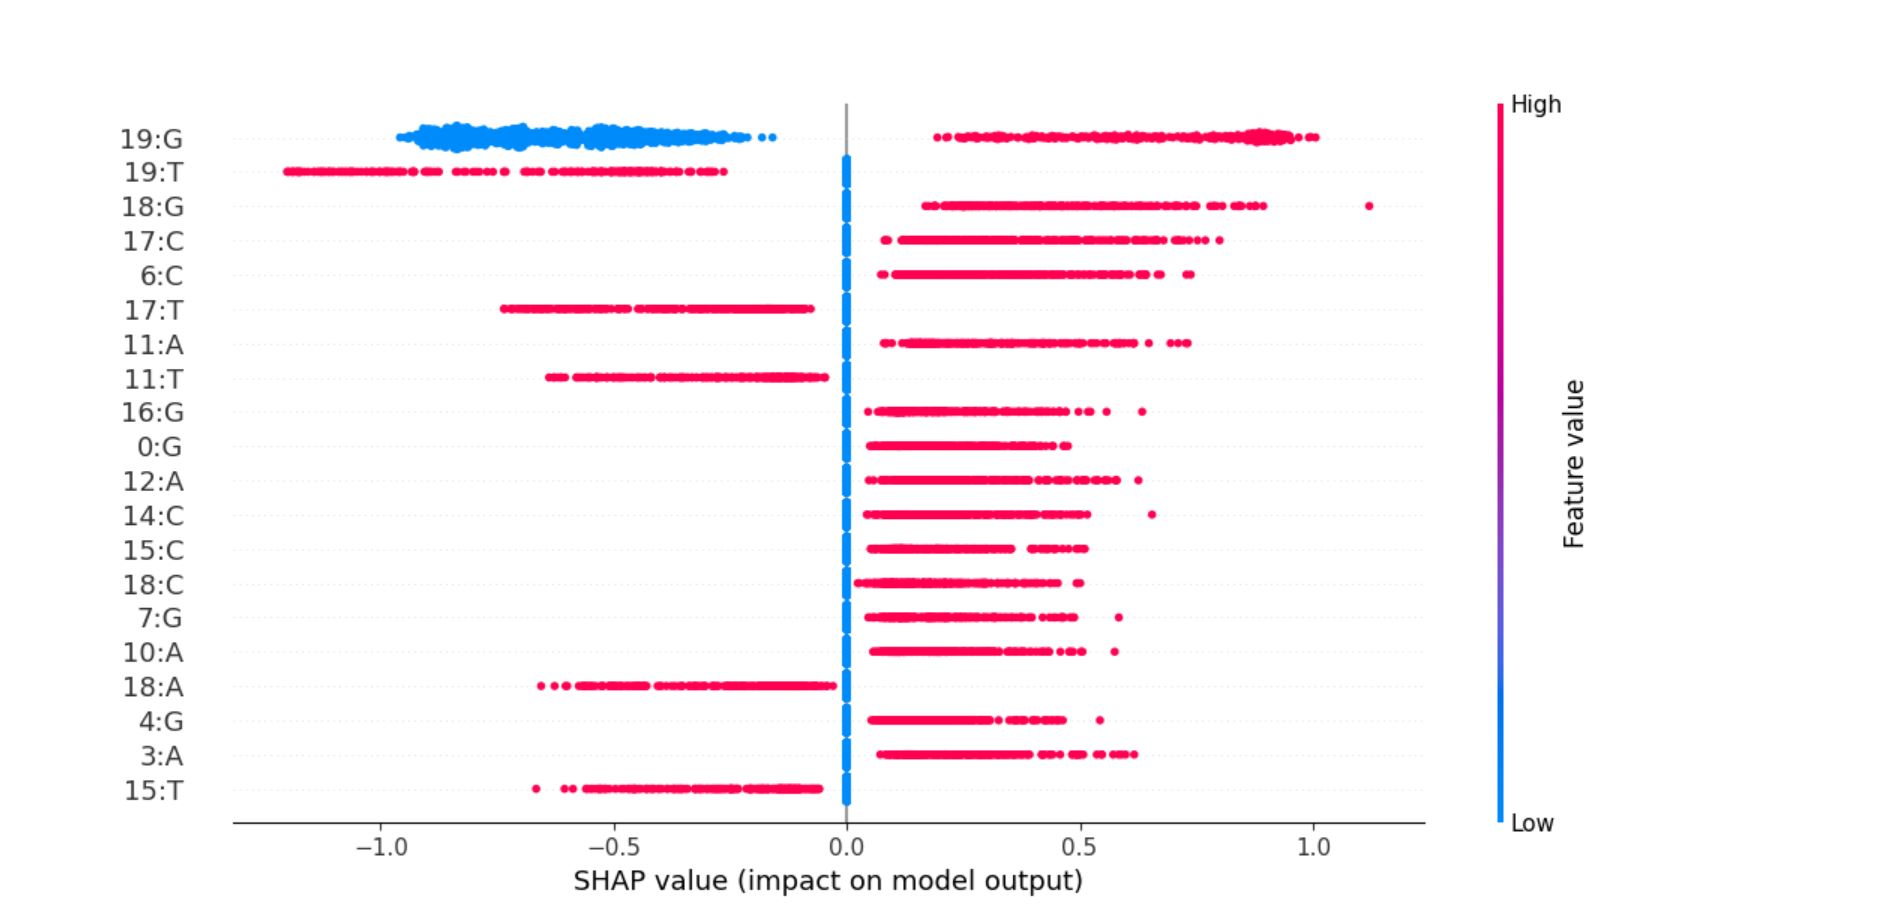 High
19:G
19:T
18:G
17:C
6:C
17:T
11:A
11:T
16:G
0:G
12:A
14:C
15:C
18:C
7:G
10:A
18:A
4:G
3:A
15:T
Feature value
Low
−1.0 −0.5 0.0 0.5 1.0
SHAP value (impact on model output)